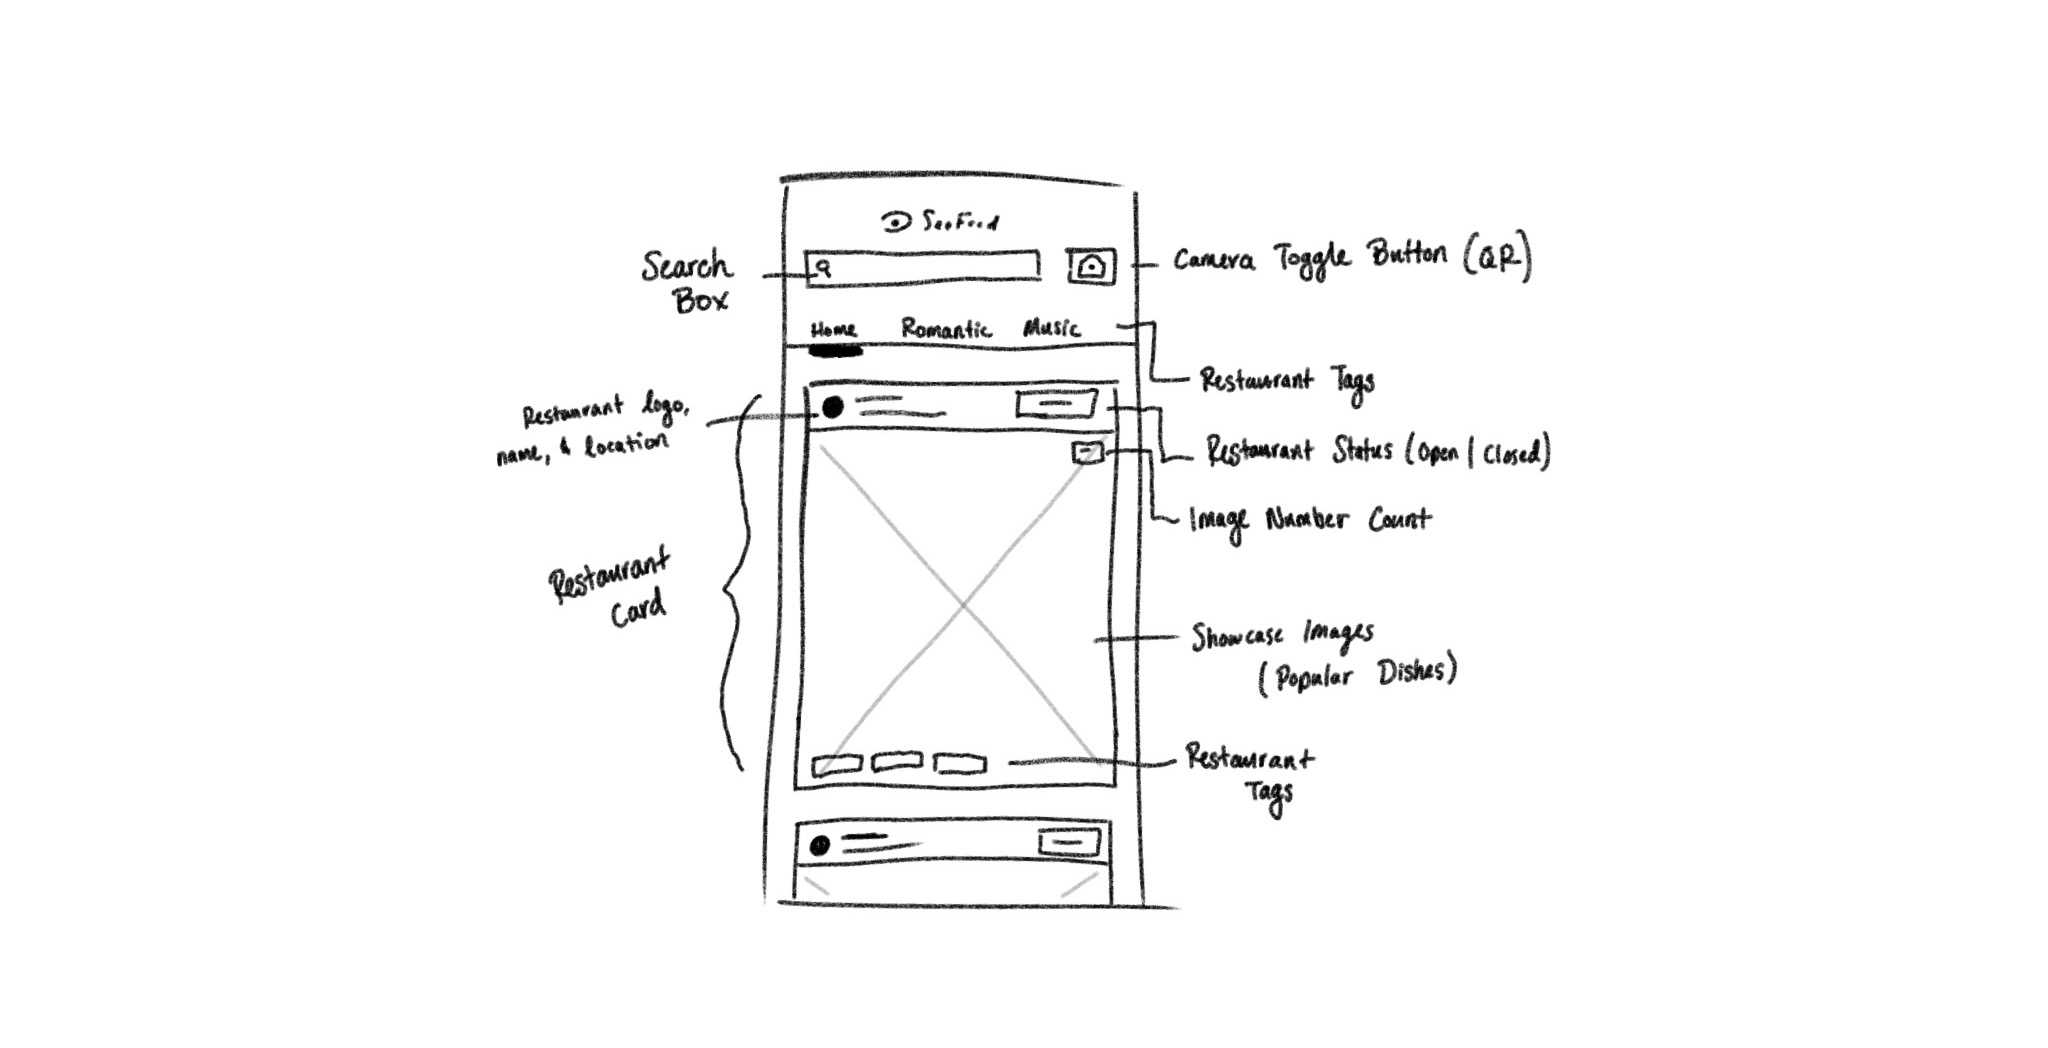 SeeFood
Search
Box
Camera Toggle Button (QR)
Home Romantic Music
Restaurant Tags
Restaurant logo,
name, & location
Restaurant Status (Open | Closed)
Image Number Count
Restaurant
Card
Showcase Images
(Popular Dishes)
Restaurant
Tags